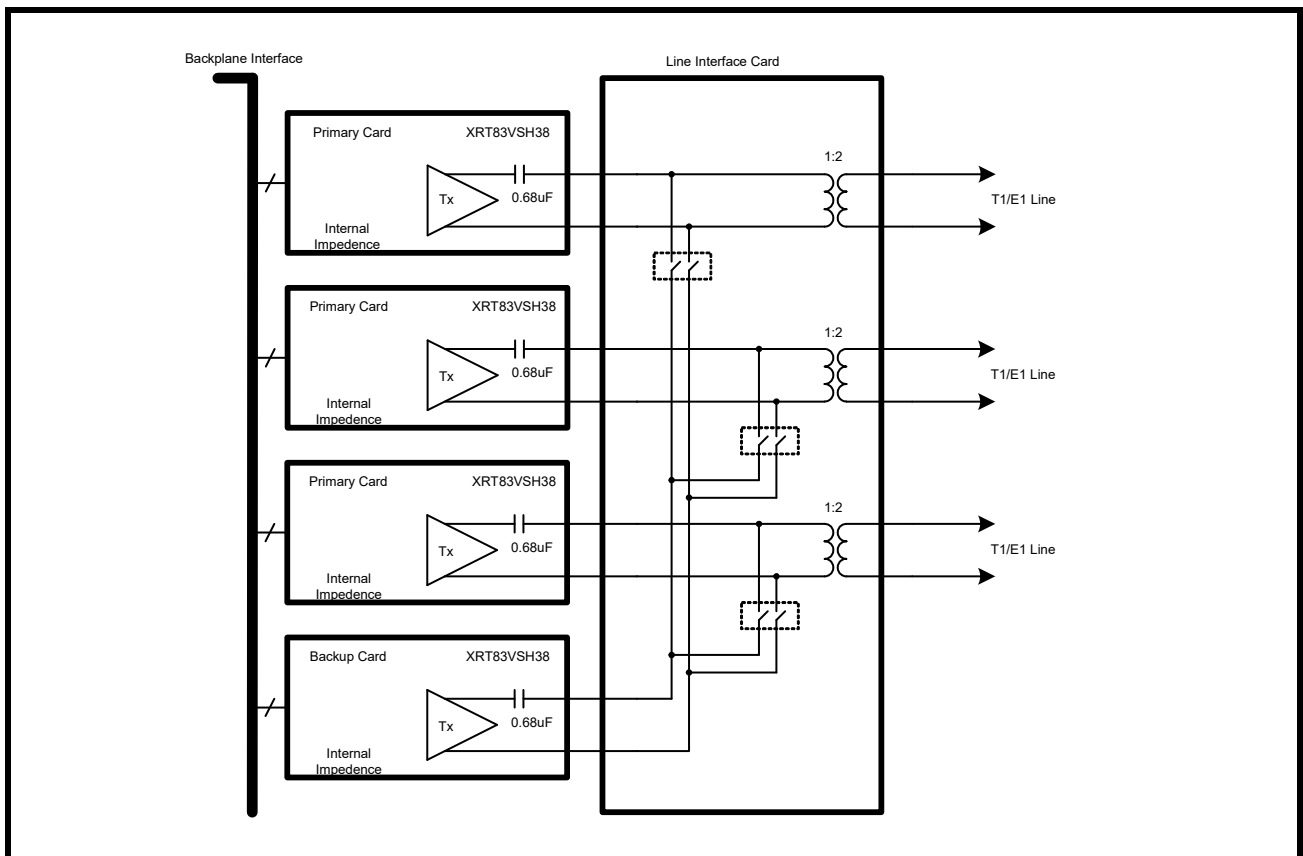 Backplane Interface
Line Interface Card
Primary Card XRT83VSH38
Tx
0.68uF
Internal
Impedence
1:2
T1/E1 Line
Primary Card XRT83VSH38
Tx
0.68uF
Internal
Impedence
1:2
T1/E1 Line
Primary Card XRT83VSH38
Tx
0.68uF
Internal
Impedence
1:2
T1/E1 Line
Backup Card XRT83VSH38
Tx
0.68uF
Internal
Impedence